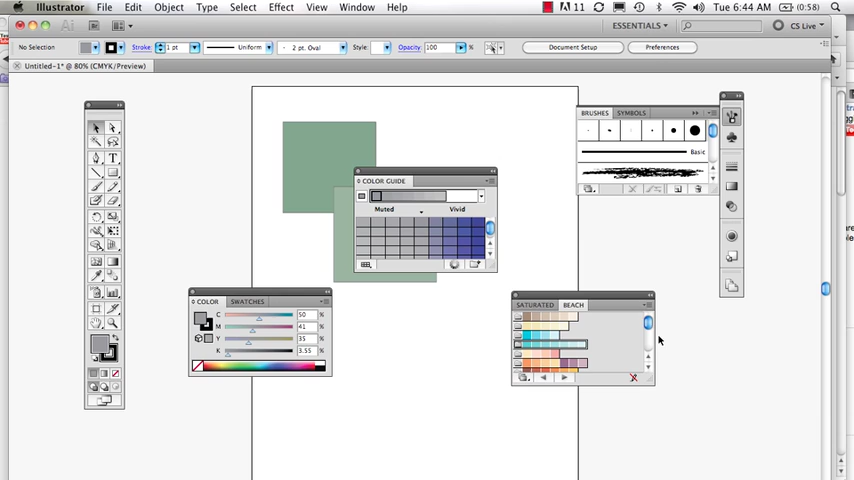 Illustrator File Edit Object Type Select Effect View Window Help 11 Tue 6:44 AM (0:58)
Ai ESSENTIALS CS Live
No Selection Stroke: 1 pt Uniform 2 pt. Oval Style: Opacity: 100 % Document Setup Preferences
Untitled-1* @ 80% (CMYK/Preview)
BRUSHES SYMBOLS
Basic
COLOR GUIDE
Muted Vivid
COLOR SWATCHES
C 50 %
M 41 %
Y 35 %
K 3.55 %
SATURATED BEACH